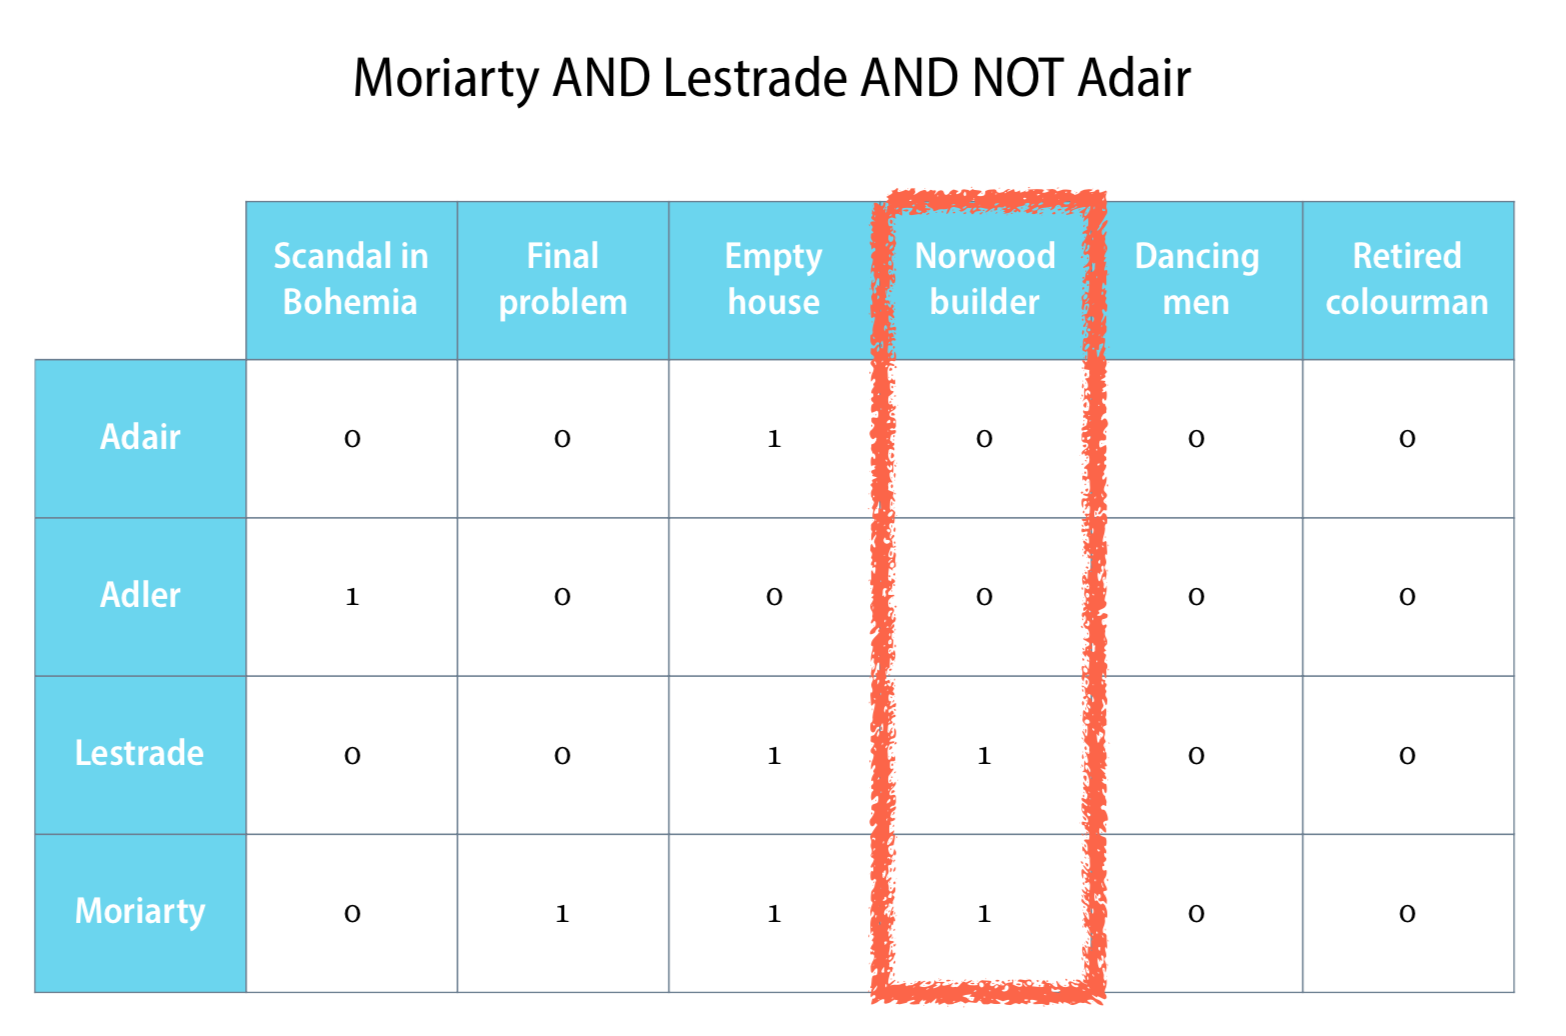 Moriarty AND Lestrade AND NOT Adair
Scandal in Bohemia Final problem Empty house Norwood builder Dancing men Retired colourman
Adair 0 0 1 0 0 0
Adler 1 0 0 0 0 0
Lestrade 0 0 1 1 0 0
Moriarty 0 1 1 1 0 0